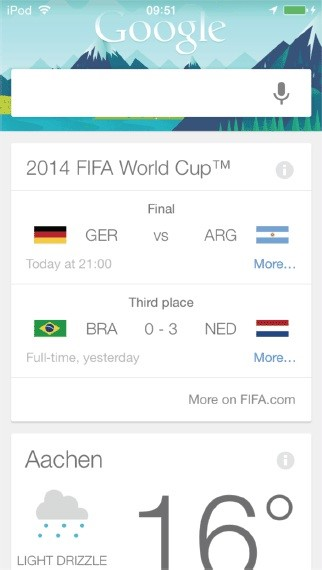 iPod 09:51
Google
2014 FIFA World Cup™
Final
GER vs ARG
Today at 21:00 More...
Third place
BRA 0 - 3 NED
Full-time, yesterday More...
More on FIFA.com
Aachen
16°
LIGHT DRIZZLE